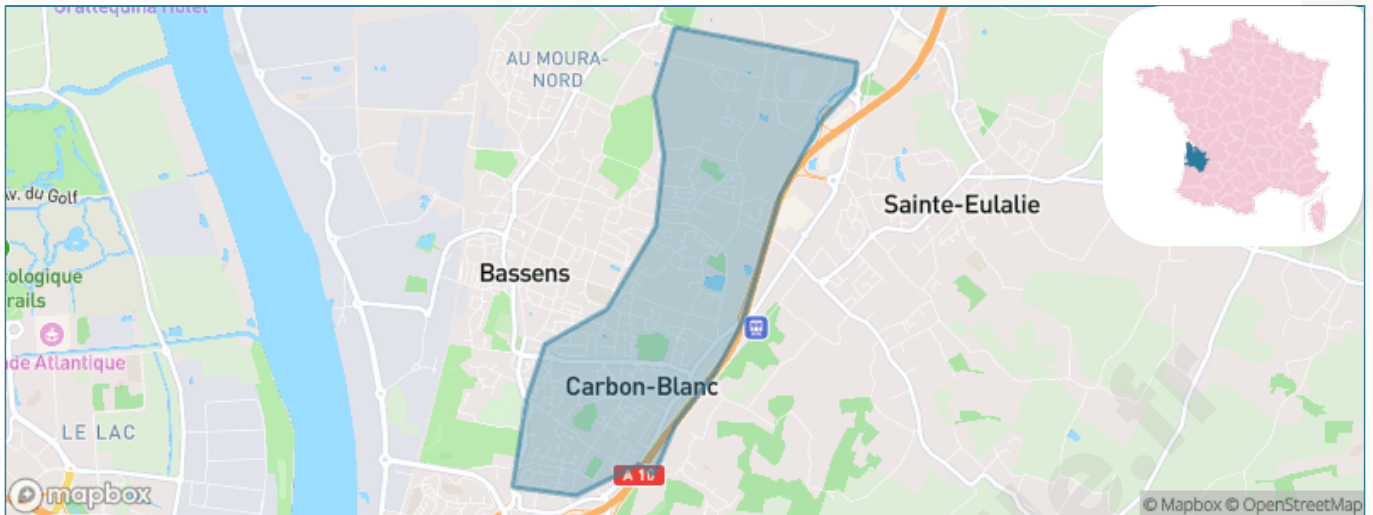 AU MOURA-
NORD
Av. du Golf
Sainte-Eulalie
Bassens
Carbon-Blanc
LE LAC
A 10
mapbox
© Mapbox © OpenStreetMap